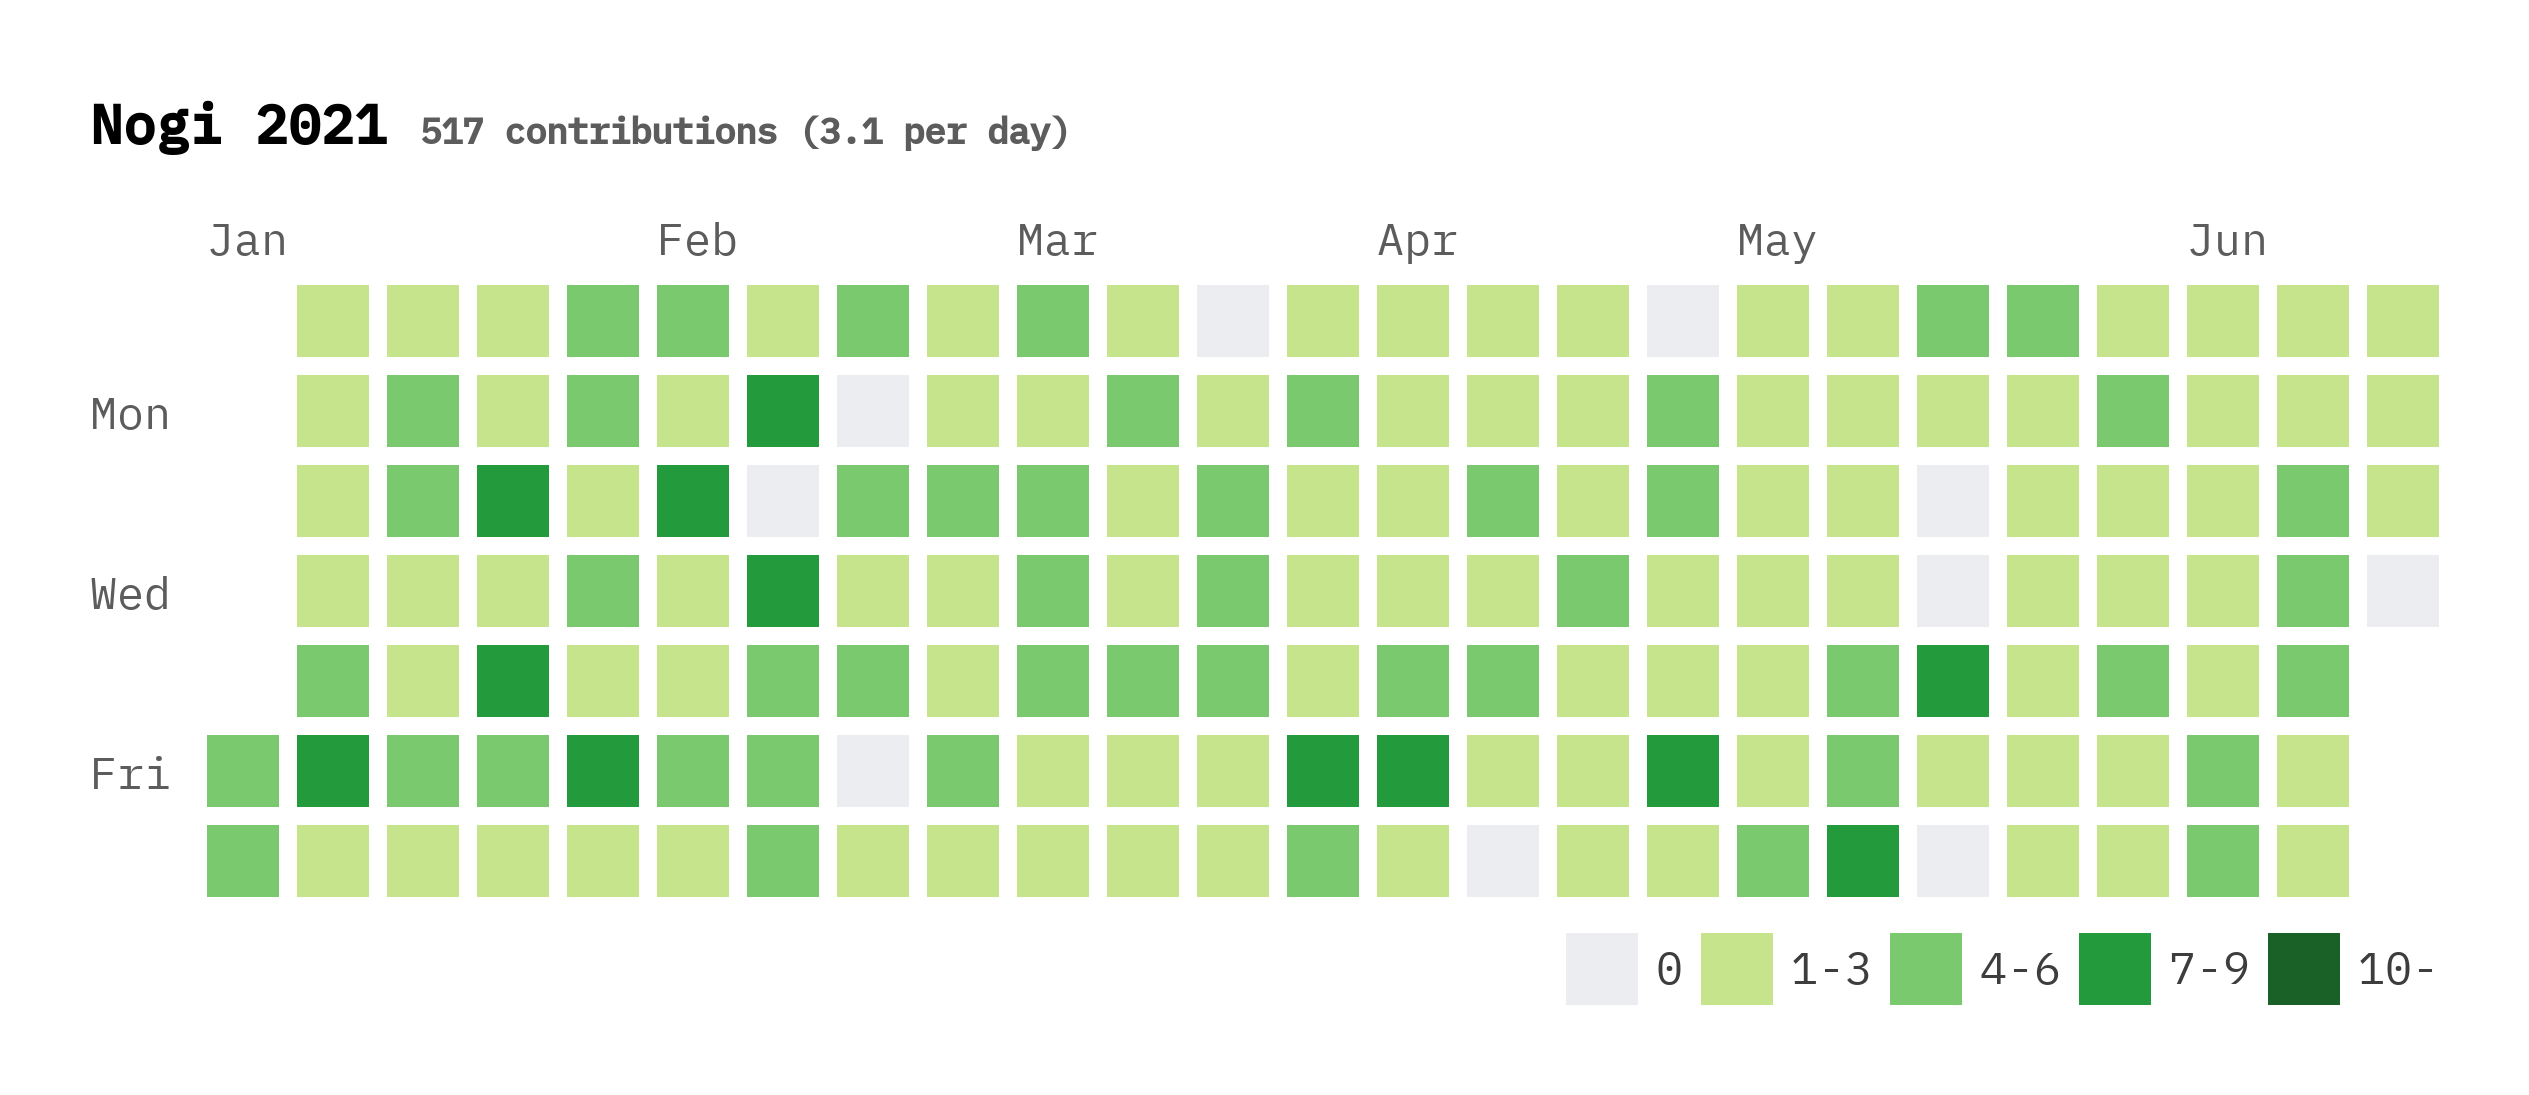 Nogi 2021 517 contributions (3.1 per day)
Jan Feb Mar Apr May Jun
Mon
Wed
Fri
0 1-3 4-6 7-9 10-